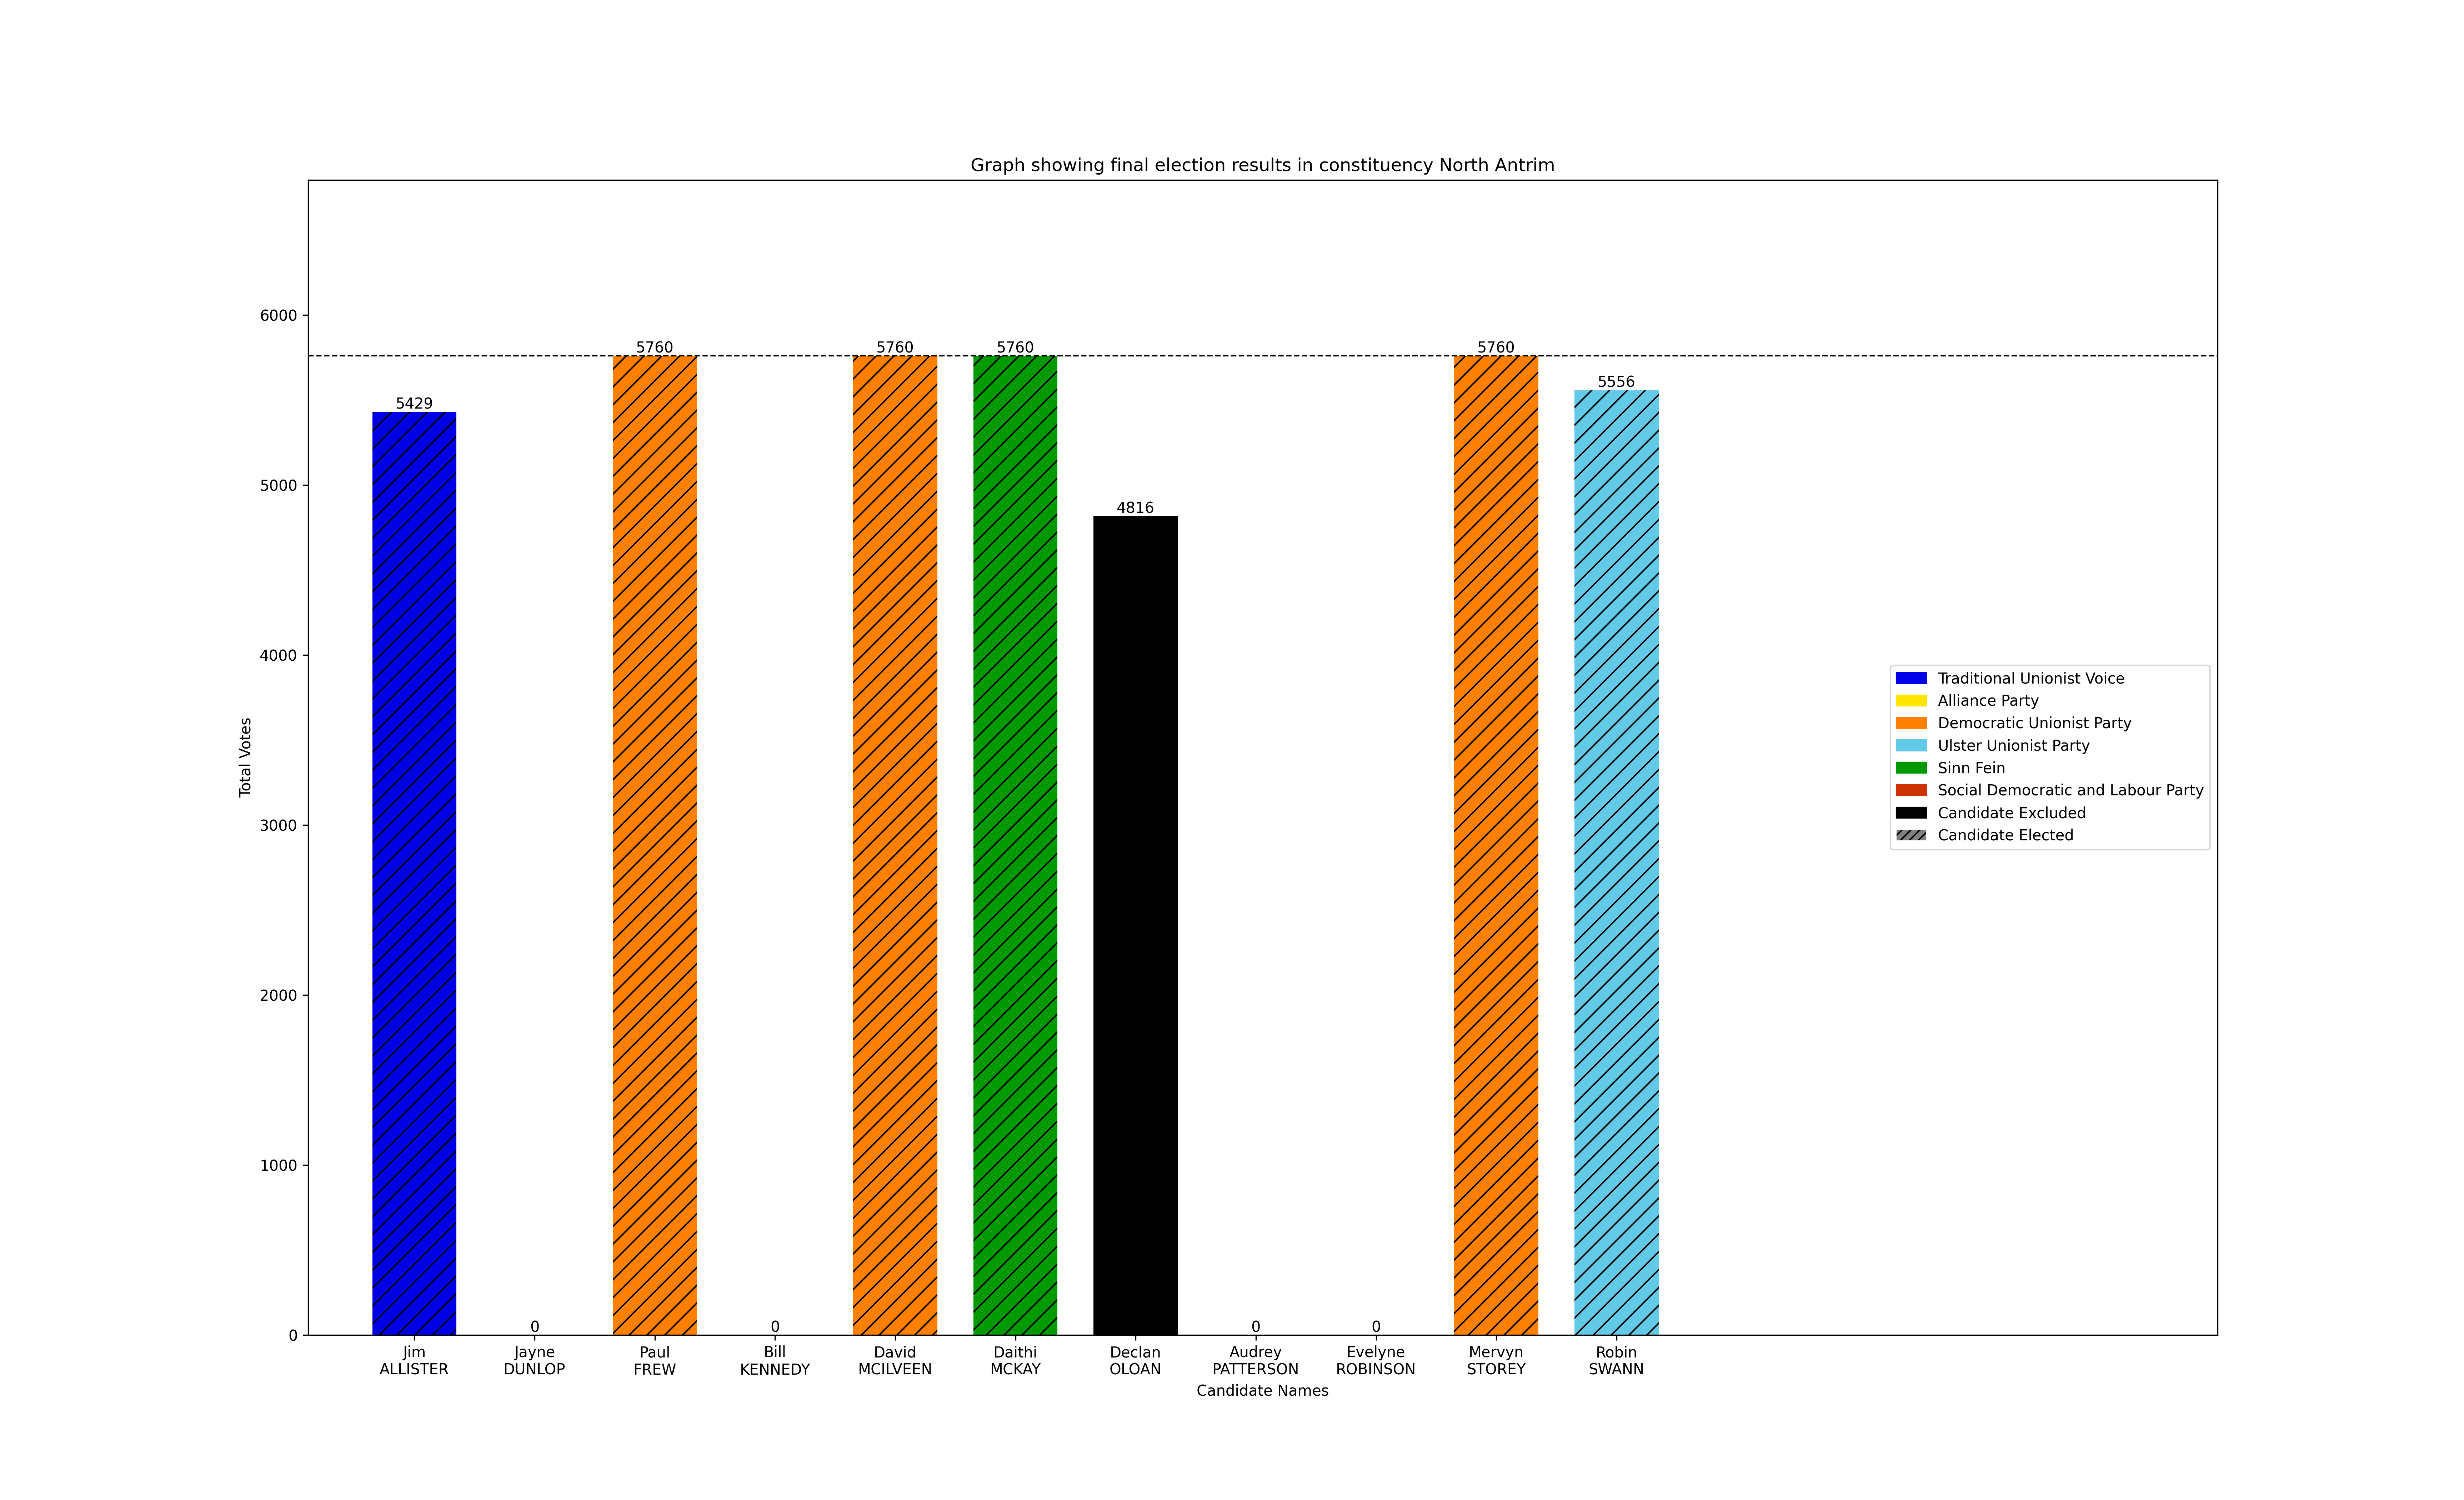 Graph showing final election results in constituency North Antrim
Total Votes
6000
5000
4000
3000
2000
1000
0
5429
0
5760
0
5760
5760
4816
0
0
5760
5556
Jim
ALLISTER
Jayne
DUNLOP
Paul
FREW
Bill
KENNEDY
David
MCILVEEN
Daithi
MCKAY
Declan
OLOAN
Audrey
PATTERSON
Evelyne
ROBINSON
Mervyn
STOREY
Robin
SWANN
Candidate Names
Traditional Unionist Voice
Alliance Party
Democratic Unionist Party
Ulster Unionist Party
Sinn Fein
Social Democratic and Labour Party
Candidate Excluded
Candidate Elected